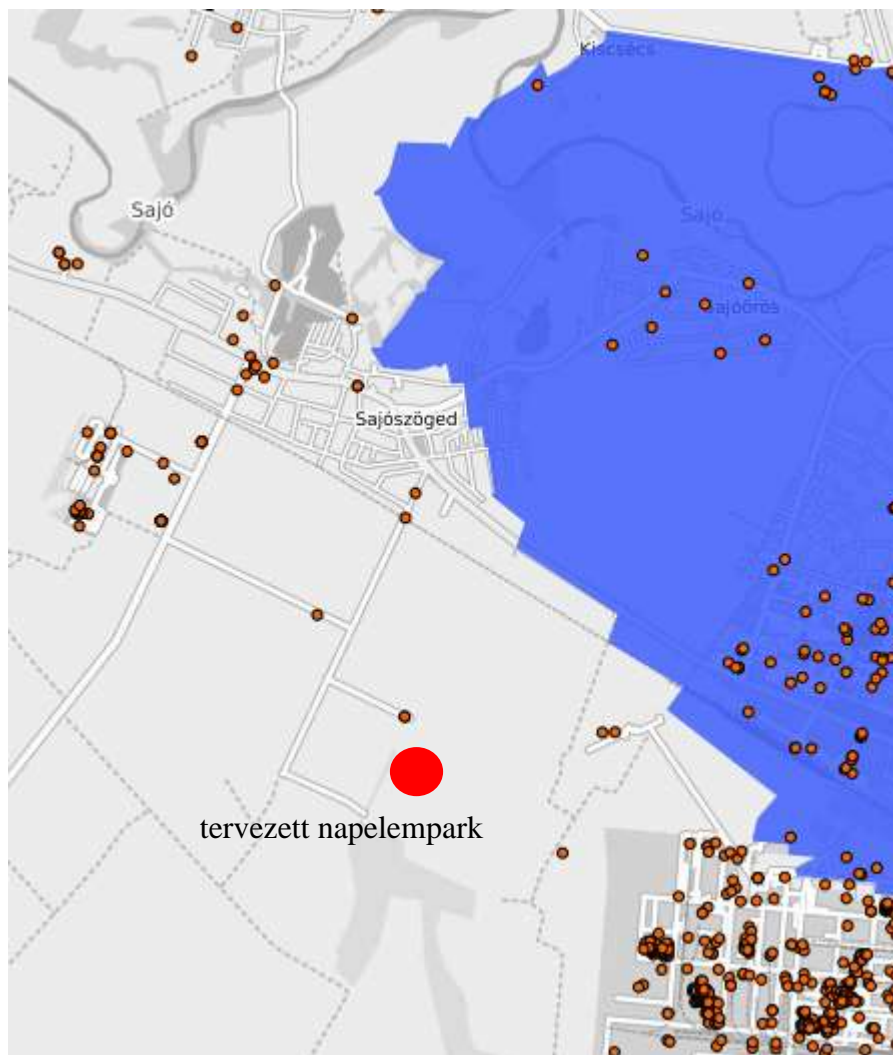 Kiscsécs
Sajó
Sajó
Sajóörös
Sajószöged
tervezett napelempark